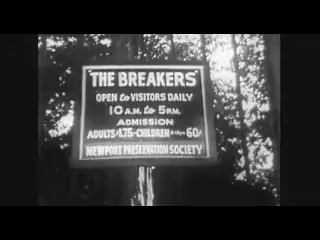 THE BREAKERS
OPEN to VISITORS DAILY
10 A.M. to 5 P.M.
ADMISSION
ADULTS $1.75-CHILDREN 60¢
NEWPORT PRESERVATION SOCIETY